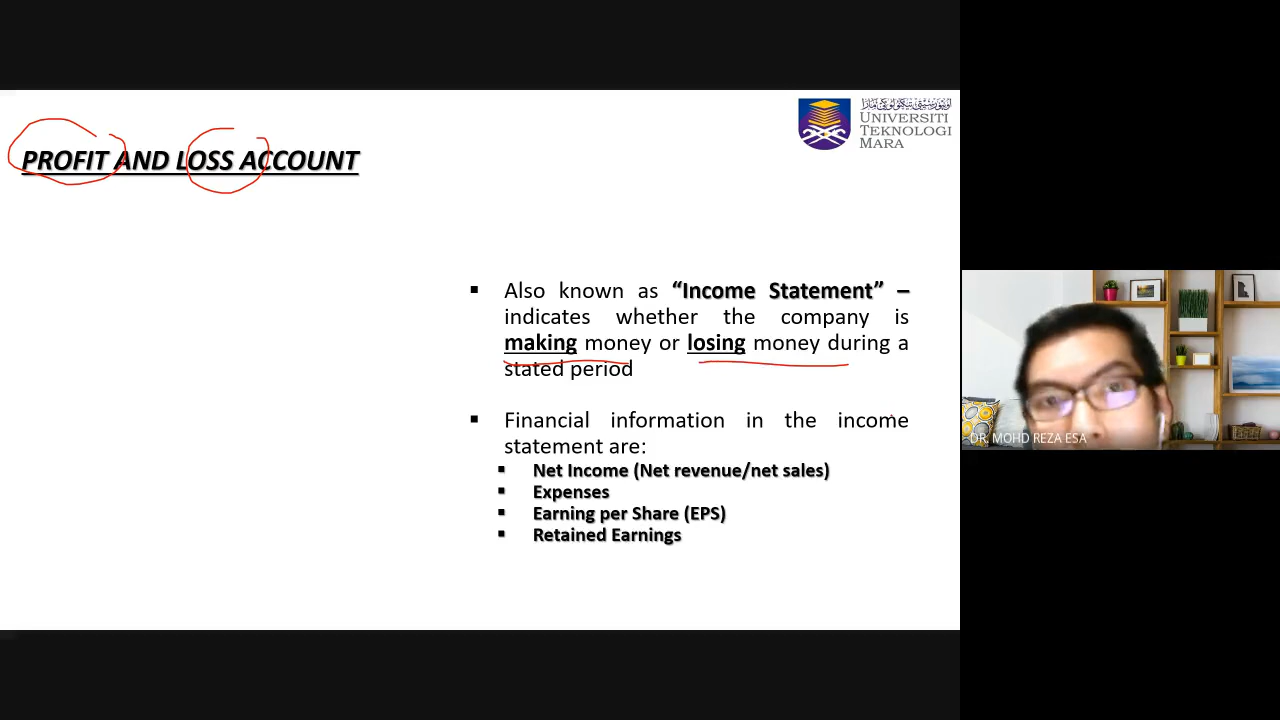 PROFIT AND LOSS ACCOUNT
UNIVERSITI
TEKNOLOGI
MARA
▪ Also known as “Income Statement” –
indicates whether the company is
making money or losing money during a
stated period
▪ Financial information in the income
statement are:
▪ Net Income (Net revenue/net sales)
▪ Expenses
▪ Earning per Share (EPS)
▪ Retained Earnings
DR. MOHD REZA ESA